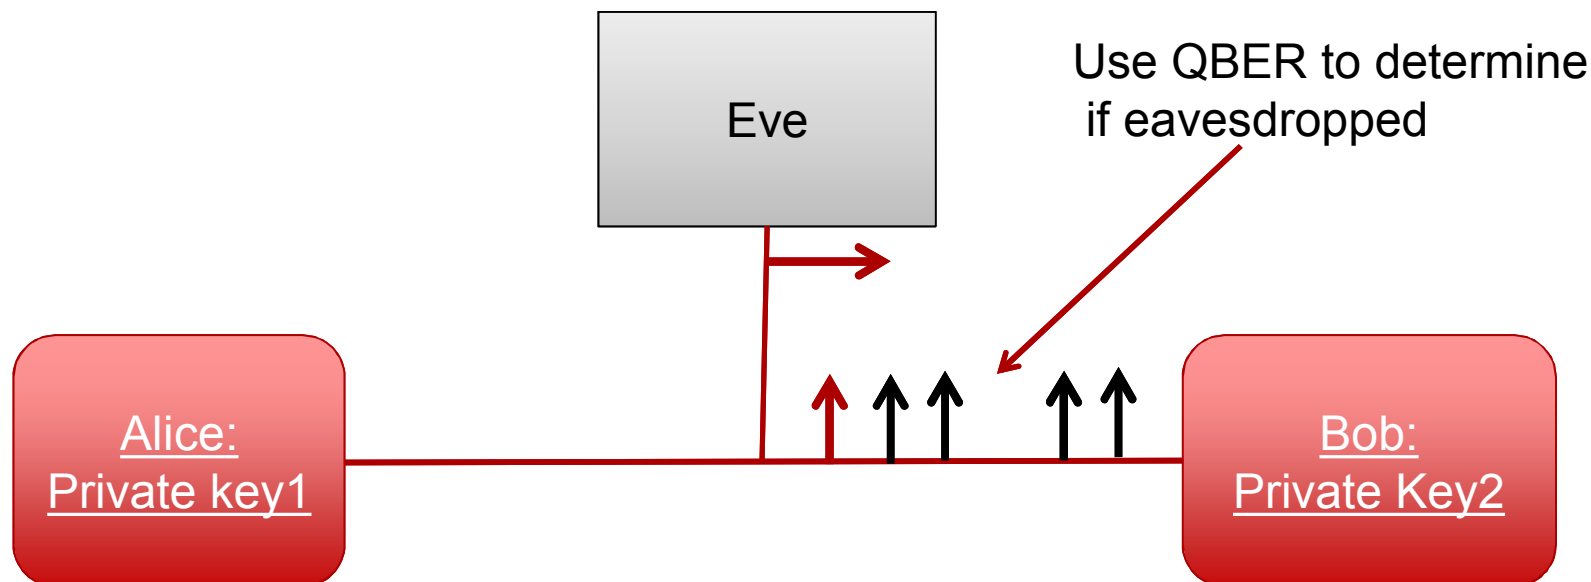 Use QBER to determine
if eavesdropped
Eve
Alice:
Private key1
Bob:
Private Key2